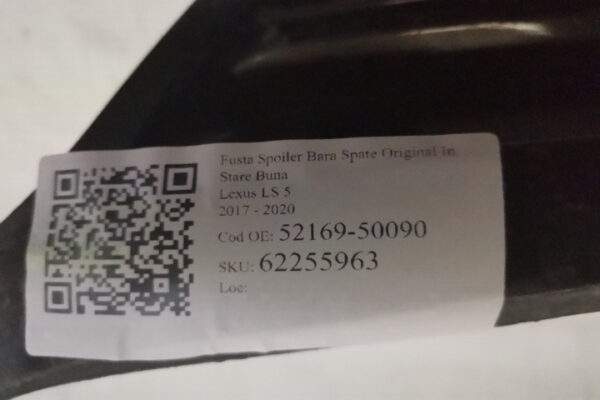 Fusta Spoiler Bara Spate Original In
Stare Buna
Lexus LS 5
2017 - 2020
Cod OE: 52169-50090
SKU: 62255963
Loc: